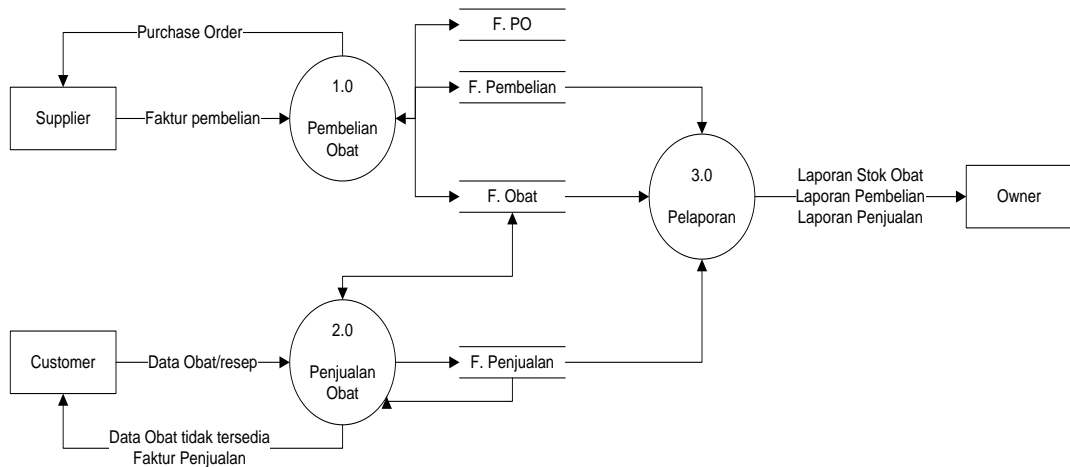 Purchase Order
F. PO
1.0
F. Pembelian
Supplier
Faktur pembelian
Pembelian
Obat
3.0
F. Obat
Pelaporan
Laporan Stok Obat
Laporan Pembelian
Laporan Penjualan
Owner
2.0
Customer
Data Obat/resep
F. Penjualan
Penjualan
Obat
Data Obat tidak tersedia
Faktur Penjualan